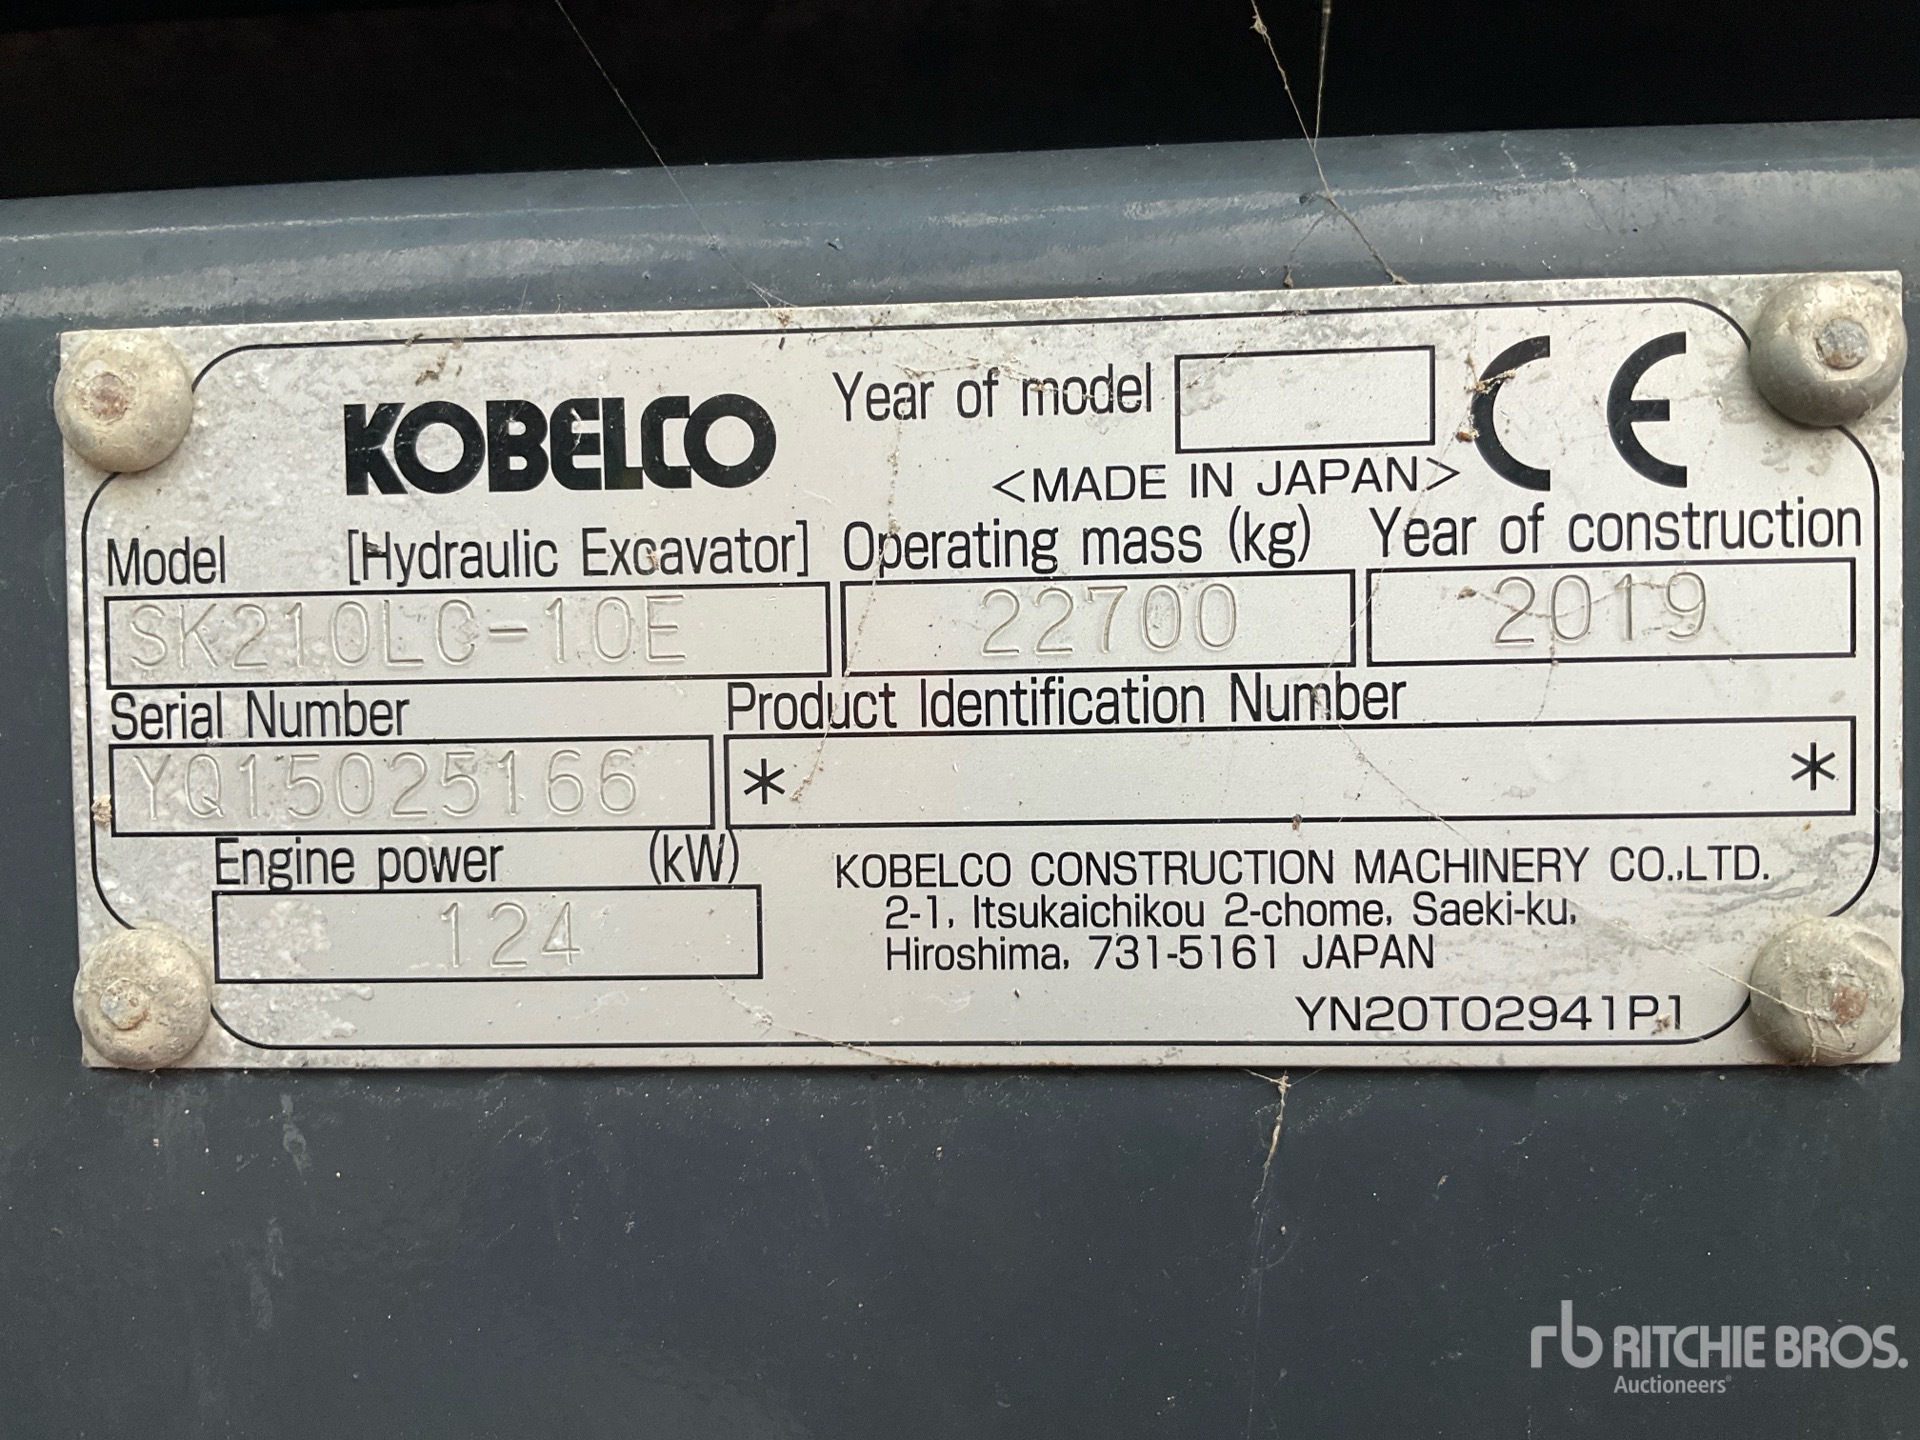 KOBELCO
Year of model
CE
<MADE IN JAPAN>
Model [Hydraulic Excavator] Operating mass (kg) Year of construction
SK210LC-10E 22700 2019
Serial Number Product Identification Number
YQ15025166 * *
Engine power (kW)
124
KOBELCO CONSTRUCTION MACHINERY CO.,LTD.
2-1, Itsukaichikou 2-chome, Saeki-ku,
Hiroshima, 731-5161 JAPAN
YN20T02941P1
rb RITCHIE BROS.
Auctioneers®